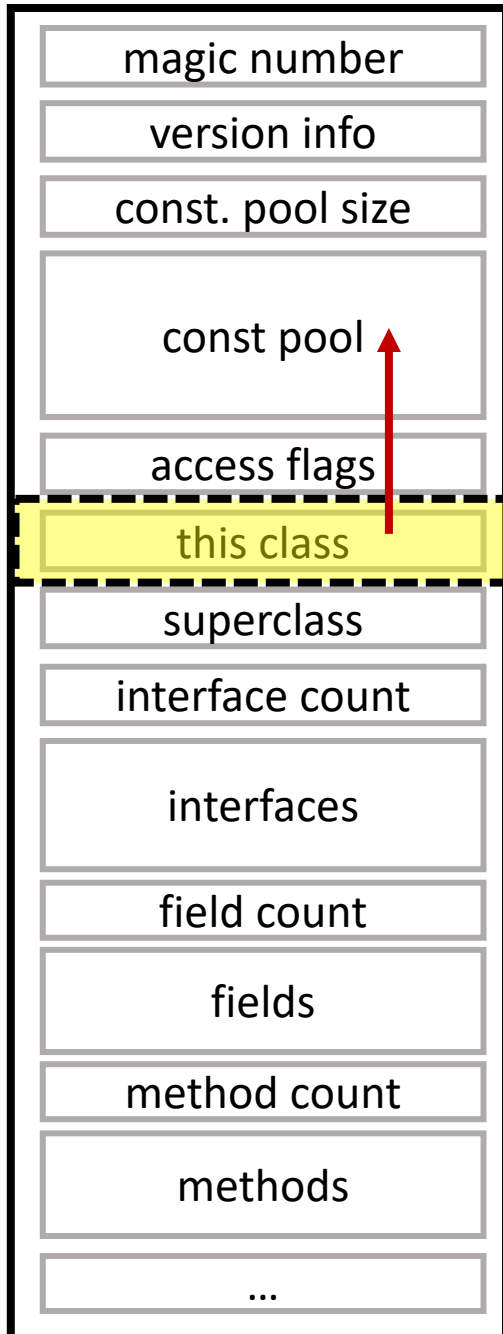 magic number
version info
const. pool size
const pool
access flags
this class
superclass
interface count
interfaces
field count
fields
method count
methods
...